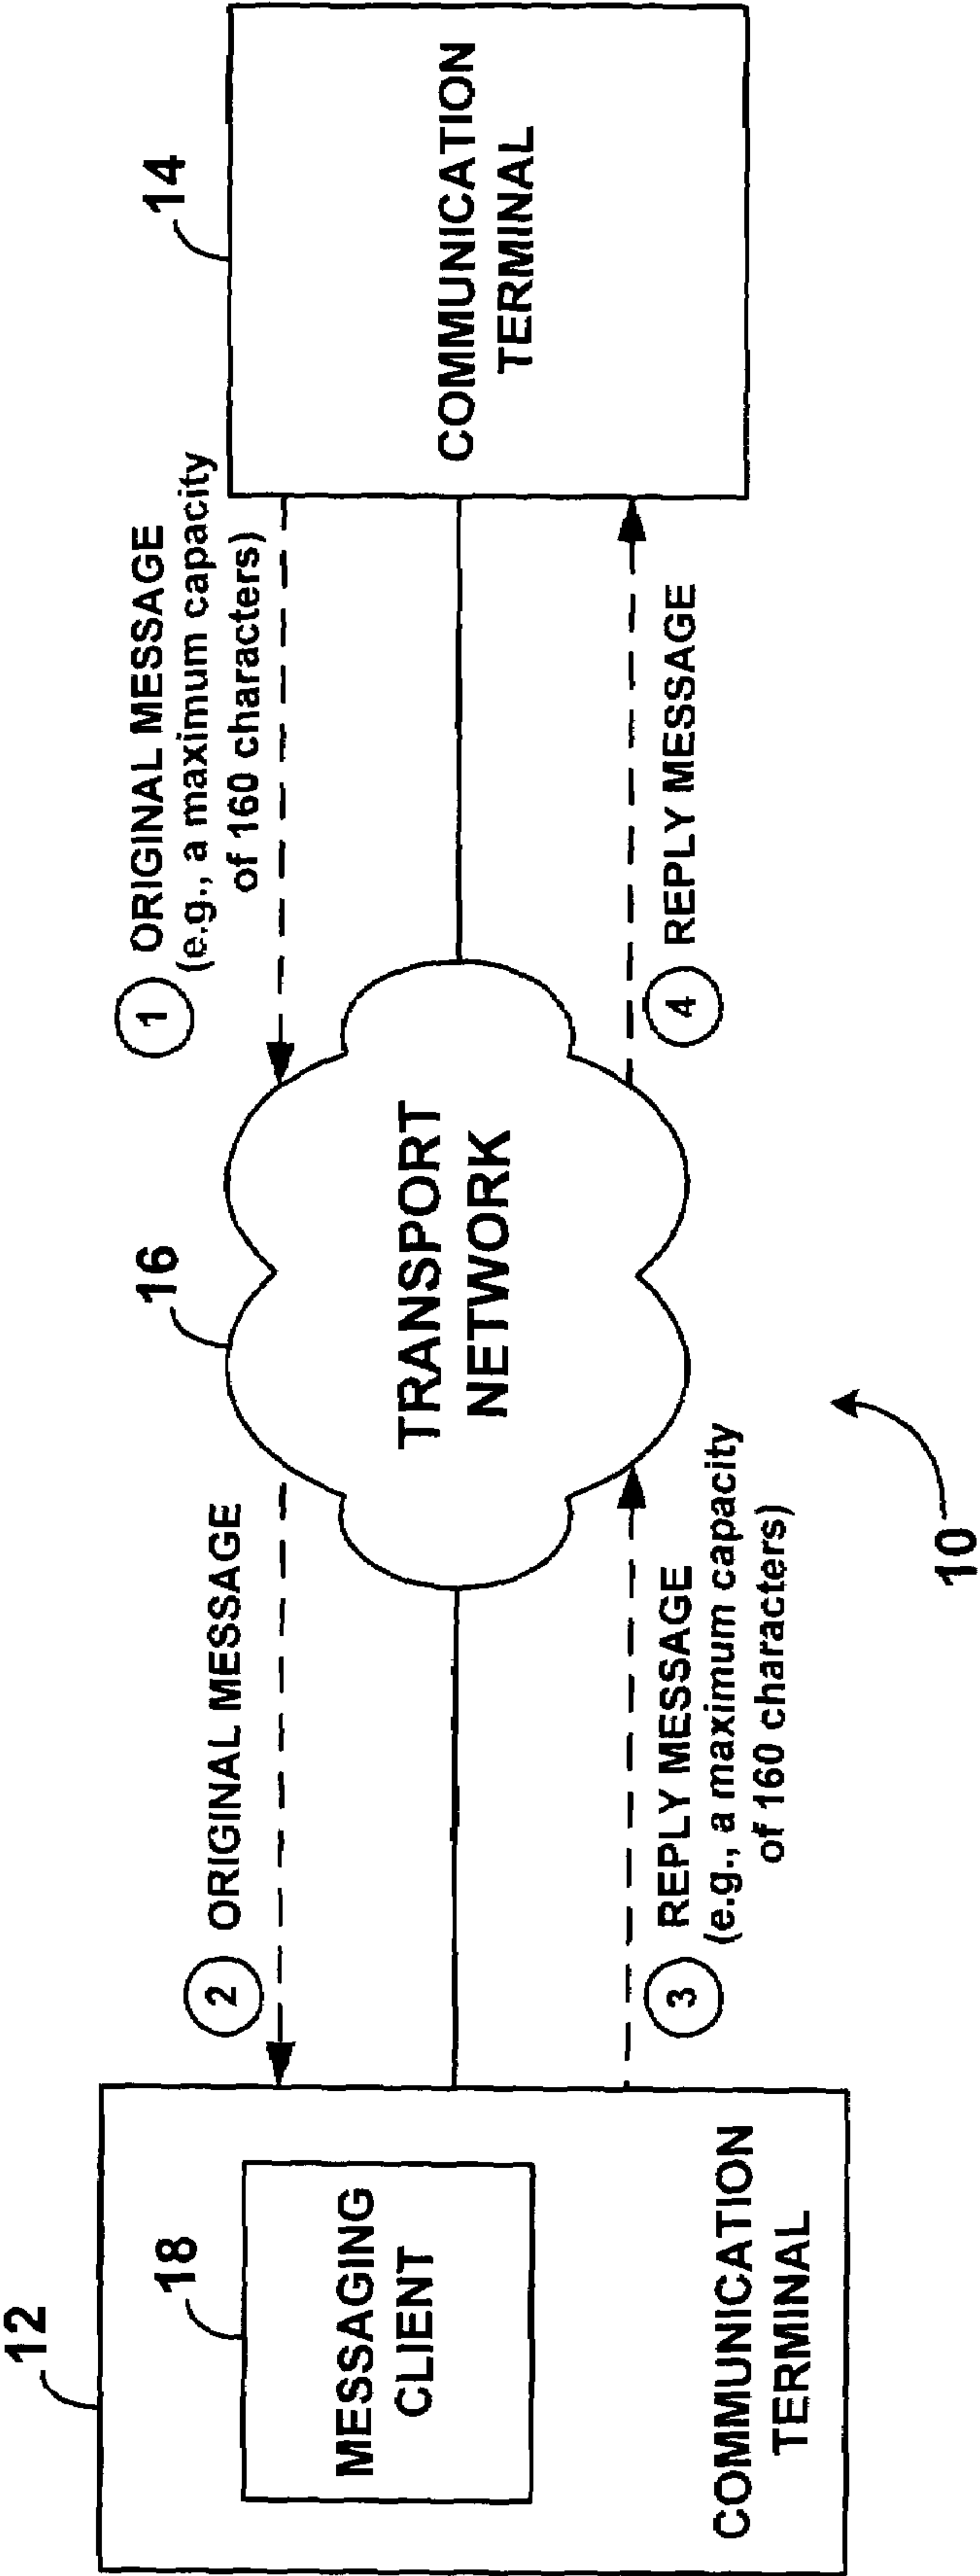 12
18
MESSAGING
CLIENT
COMMUNICATION
TERMINAL
2 ORIGINAL MESSAGE
3 REPLY MESSAGE
(e.g., a maximum capacity
of 160 characters)
16
TRANSPORT
NETWORK
10
1 ORIGINAL MESSAGE
(e.g., a maximum capacity
of 160 characters)
4 REPLY MESSAGE
14
COMMUNICATION
TERMINAL